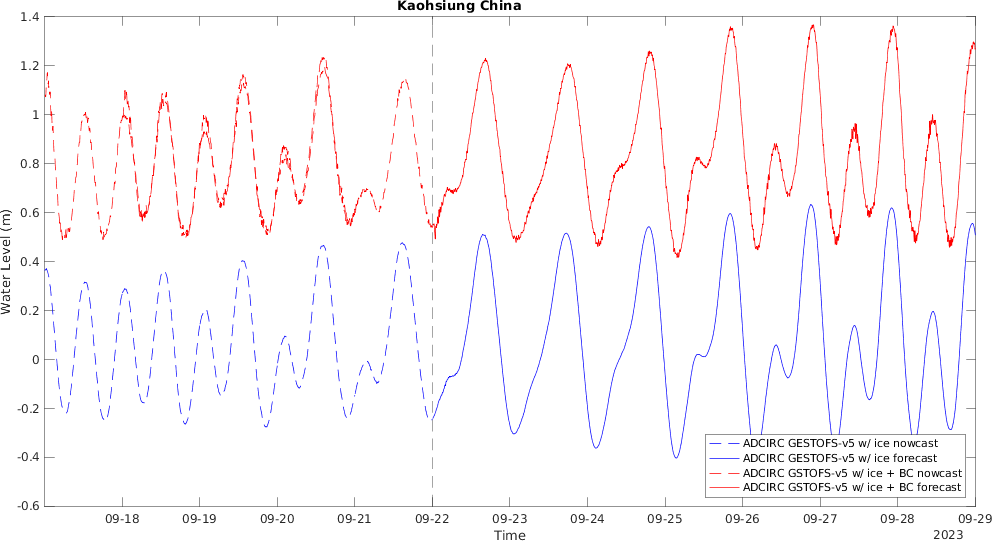 Kaohsiung China
1.4
1.2
1
0.8
0.6
0.4
0.2
0
-0.2
-0.4
-0.6
Water Level (m)
ADCIRC GESTOFS-v5 w/ ice nowcast
ADCIRC GESTOFS-v5 w/ ice forecast
ADCIRC GSTOFS-v5 w/ ice + BC nowcast
ADCIRC GSTOFS-v5 w/ ice + BC forecast
09-18 09-19 09-20 09-21 09-22 09-23 09-24 09-25 09-26 09-27 09-28 09-29
Time
2023